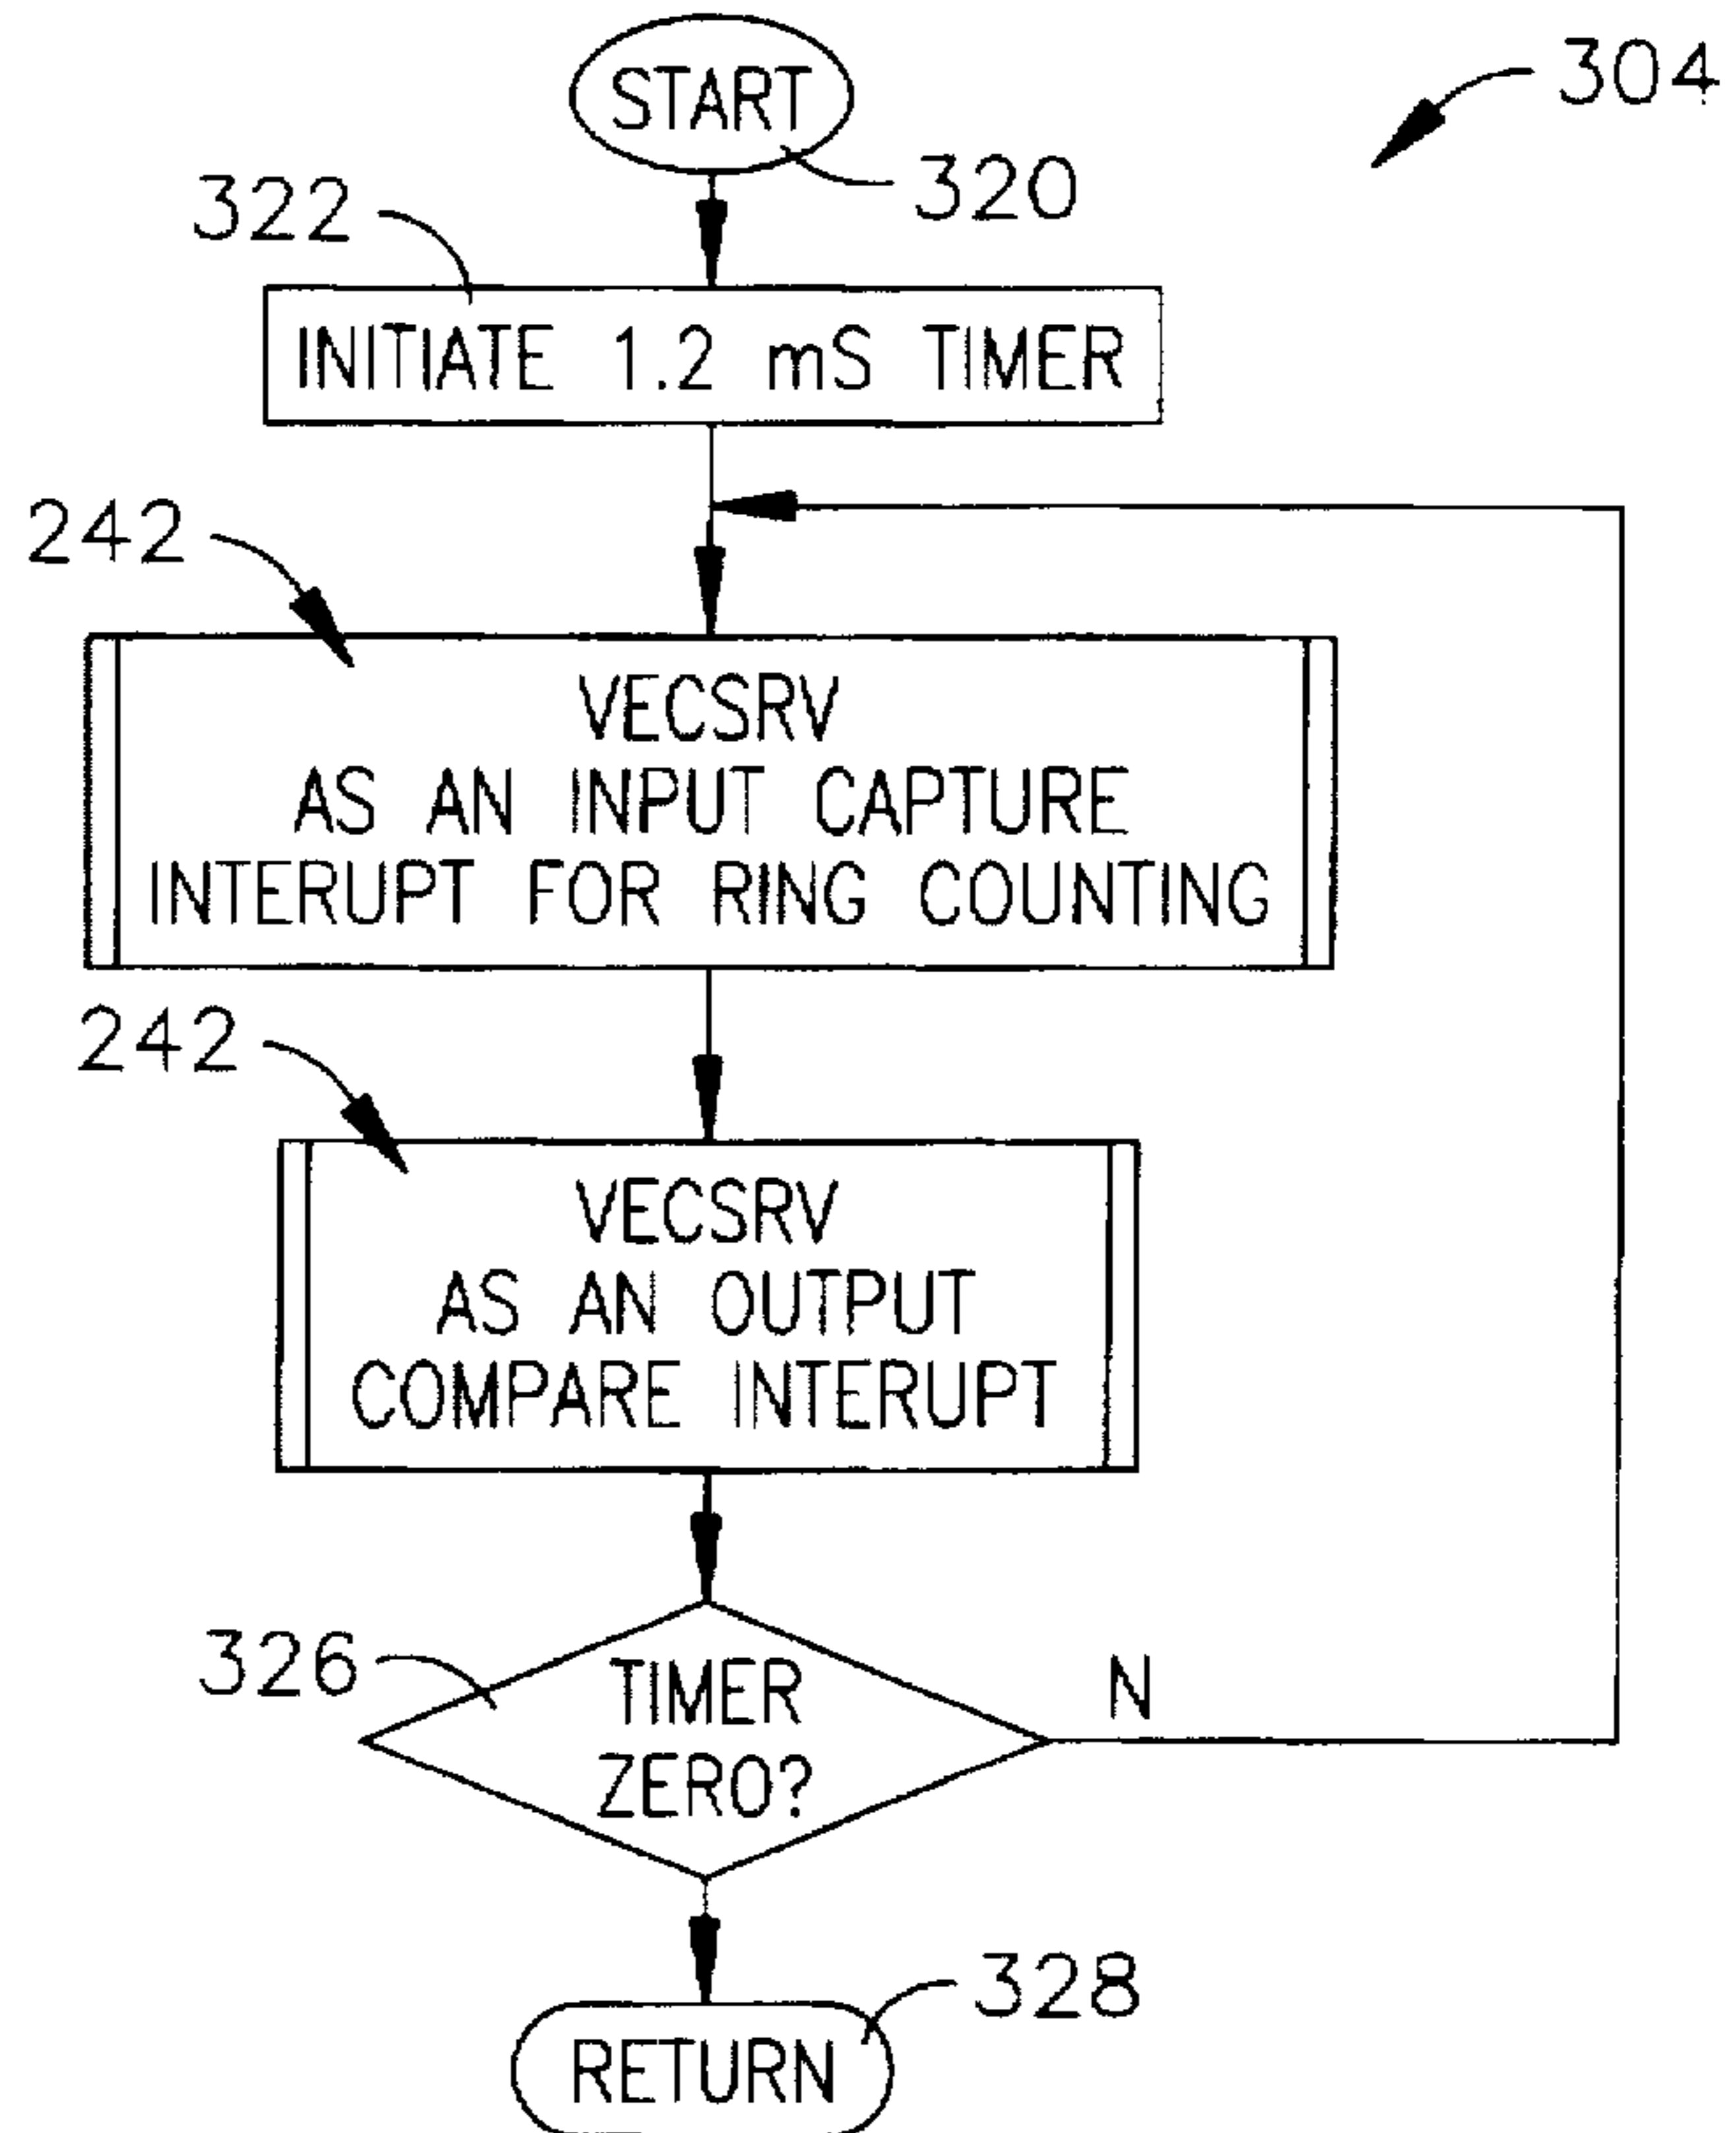 304
START
320
322
INITIATE 1.2 mS TIMER
242
VECSRV
AS AN INPUT CAPTURE
INTERUPT FOR RING COUNTING
242
VECSRV
AS AN OUTPUT
COMPARE INTERUPT
326
TIMER
ZERO?
N
328
RETURN